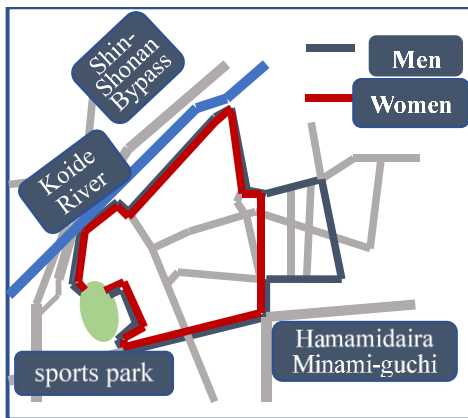 Shin-
Shonan
Bypass
Men
Women
Koide
River
Hamamidaira
Minami-guchi
sports park